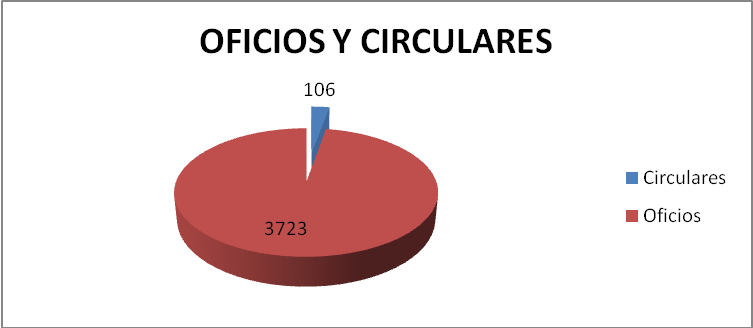 OFICIOS Y CIRCULARES
106
3723
Circulares
Oficios